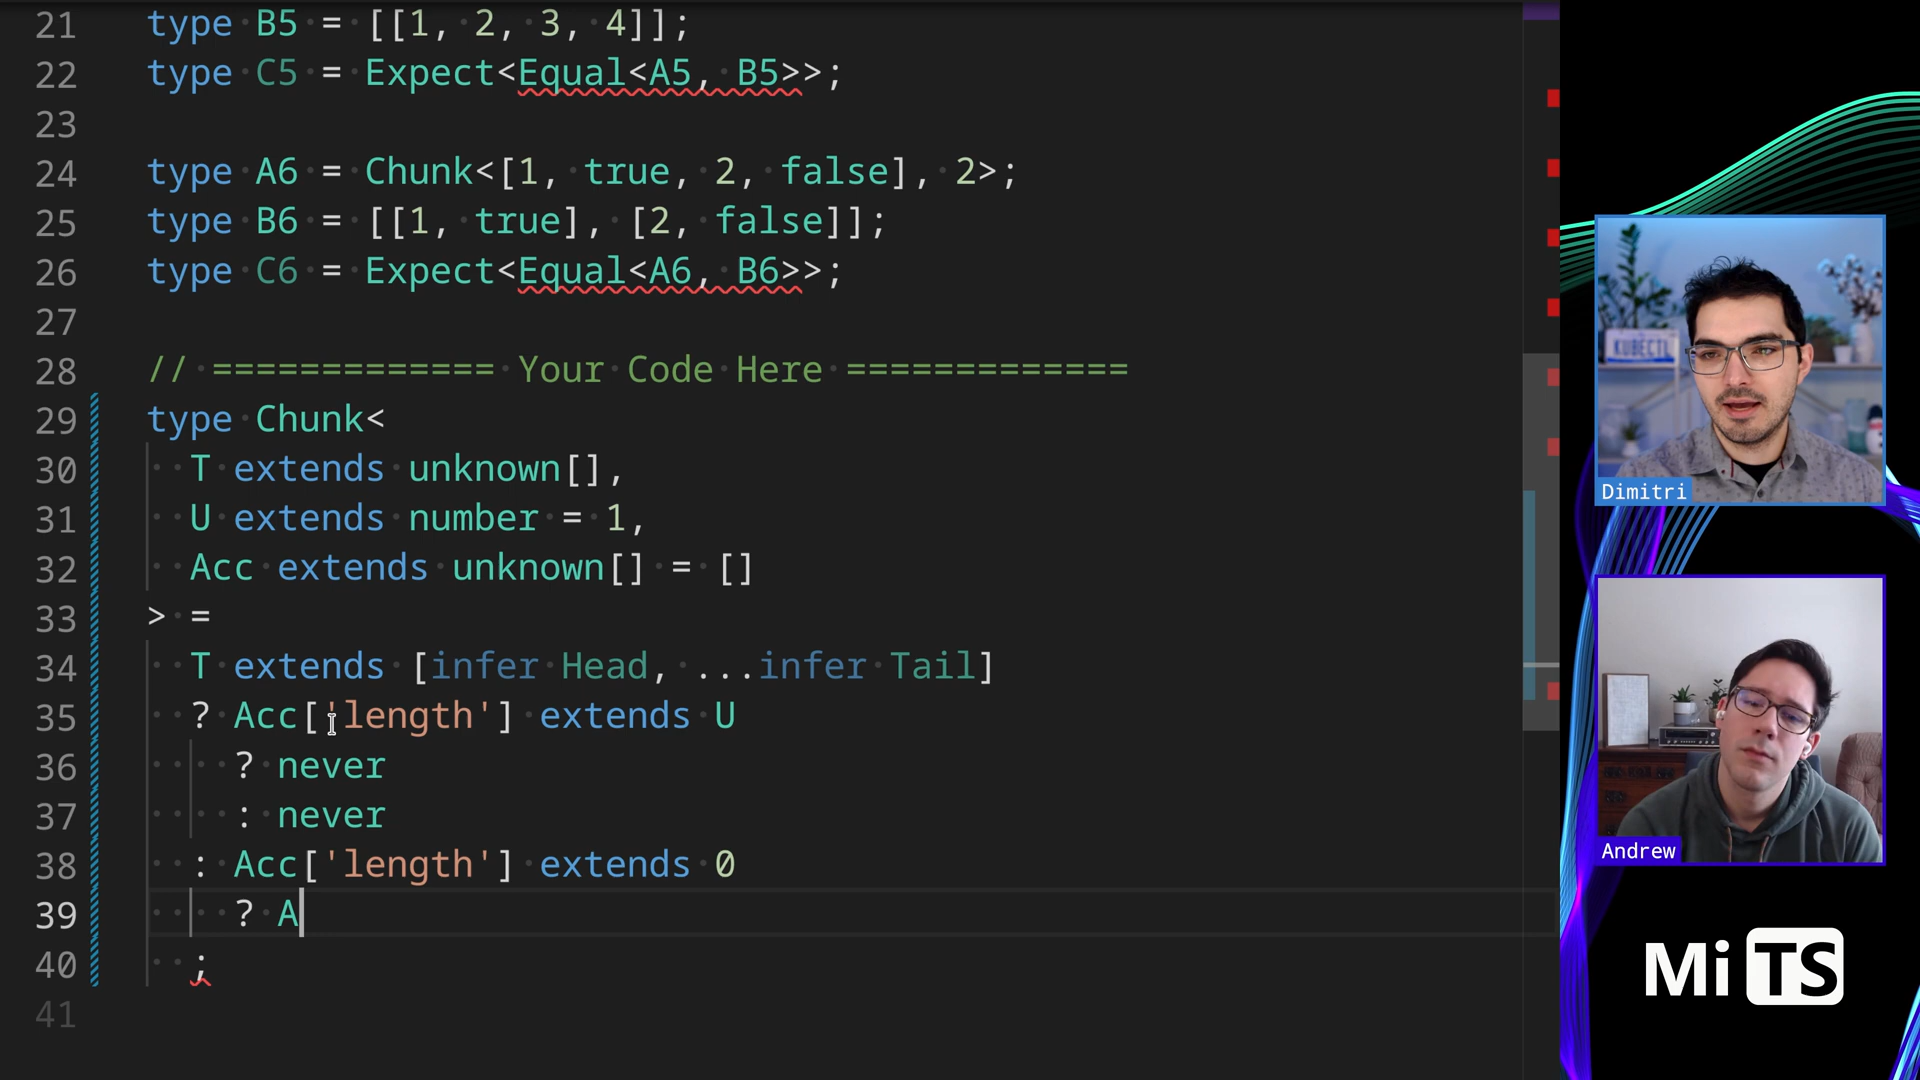 21 type B5 = [[1, 2, 3, 4]];
22 type C5 = Expect<Equal<A5, B5>>;
23
24 type A6 = Chunk<[1, true, 2, false], 2>;
25 type B6 = [[1, true], [2, false]];
26 type C6 = Expect<Equal<A6, B6>>;
27
28 // ============= Your Code Here =============
29 type Chunk<
30 T extends unknown[],
31 U extends number = 1,
32 Acc extends unknown[] = []
33 > =
34 T extends [infer Head, ...infer Tail]
35 ? Acc['length'] extends U
36 ? never
37 : never
38 : Acc['length'] extends 0
39 ? A
40 ;
41
KUBECTL
Dimitri
Andrew
Mi TS